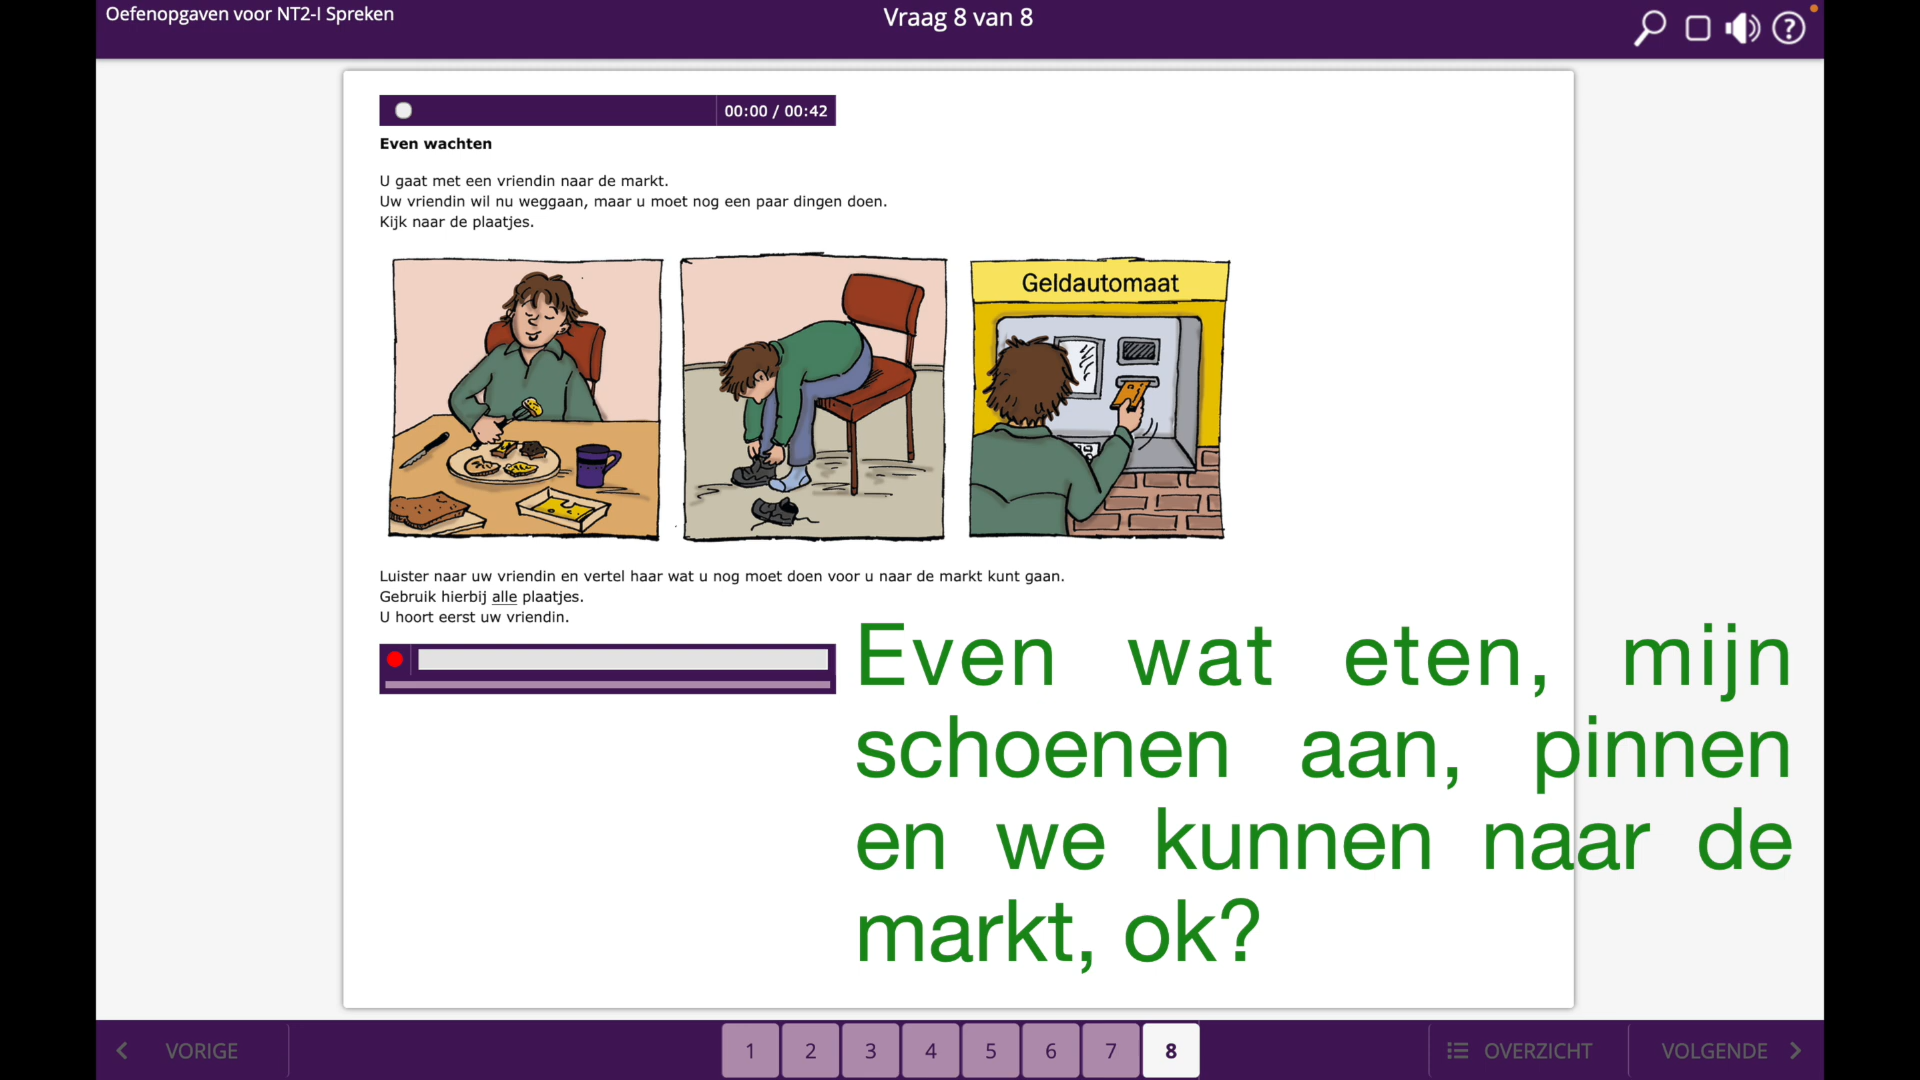 Oefenopgaven voor NT2-I Spreken
Vraag 8 van 8
00:00 / 00:42
Even wachten
U gaat met een vriendin naar de markt.
Uw vriendin wil nu weggaan, maar u moet nog een paar dingen doen.
Kijk naar de plaatjes.
Geldautomaat
Luister naar uw vriendin en vertel haar wat u nog moet doen voor u naar de markt kunt gaan.
Gebruik hierbij alle plaatjes.
U hoort eerst uw vriendin.
Even wat eten, mijn
schoenen aan, pinnen
en we kunnen naar de
markt, ok?
VORIGE
1 2 3 4 5 6 7 8
OVERZICHT
VOLGENDE